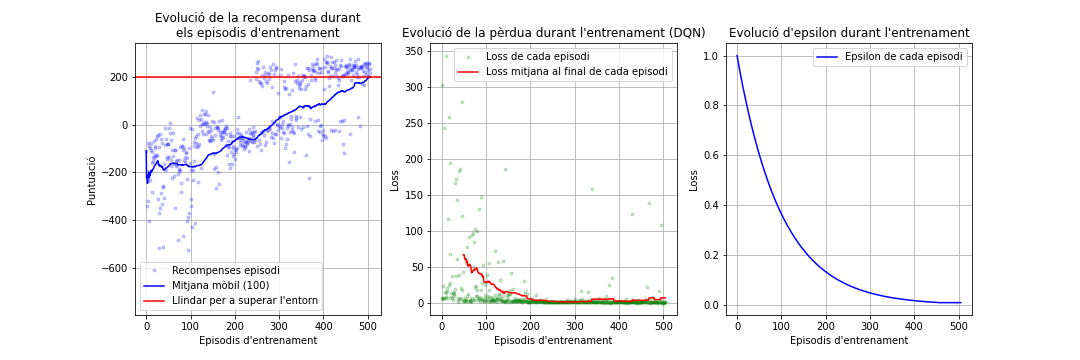 Evolució de la recompensa durant
els episodis d'entrenament
Puntuació
200
0
−200
−400
−600
Recompenses episodi
Mitjana mòbil (100)
Llindar per a superar l'entorn
0 100 200 300 400 500
Episodis d'entrenament
Evolució de la pèrdua durant l'entrenament (DQN)
Loss
350
300
250
200
150
100
50
0
Loss de cada episodi
Loss mitjana al final de cada episodi
0 100 200 300 400 500
Episodis d'entrenament
Evolució d'epsilon durant l'entrenament
Loss
1.0
0.8
0.6
0.4
0.2
0.0
Epsilon de cada episodi
0 100 200 300 400 500
Episodis d'entrenament